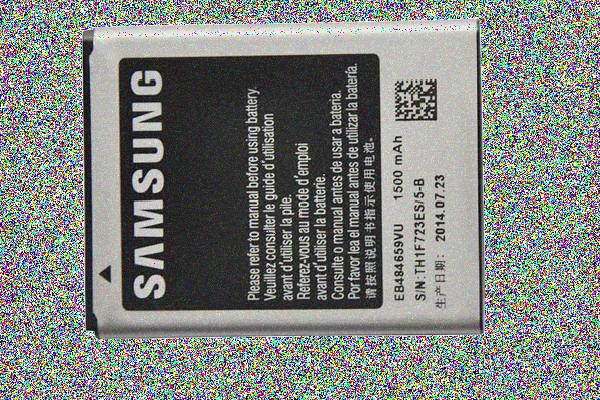 SAMSUNG
Please refer to manual before using battery.
Veuillez consulter le guide d'utilisation
avant d'utiliser la pile.
Referez-vous au mode d'emploi
avant d'utiliser la batterie.
Consulte o manual antes de usar a bateria.
Por favor lea el manual antes de utilizar la batería.
请按照说明书指示使用电池。
EB484659VU 1500 mAh
S/N:TH1F723ES/5-B
生产日期: 2014.07.23